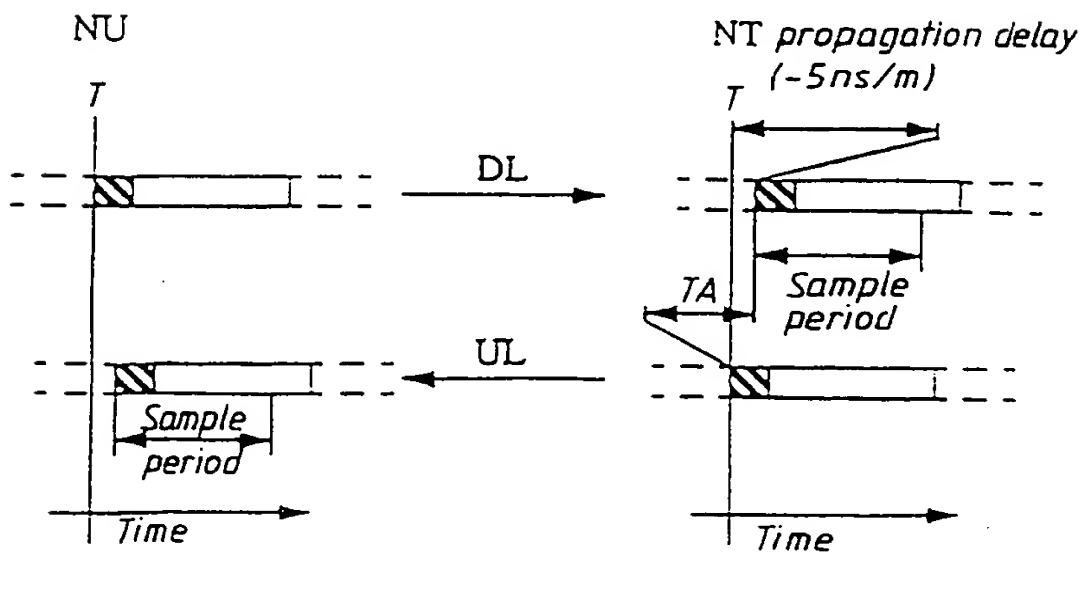 NU
NT propagation delay
(~5ns/m)
T
T
DL
Sample
period
TA
UL
Sample
period
Time
Time